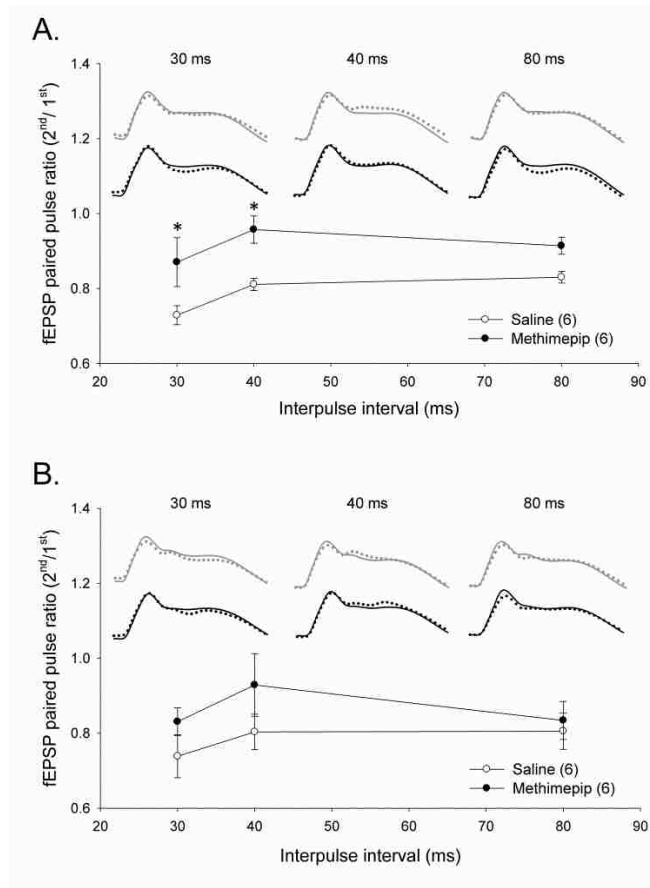 A.
30 ms 40 ms 80 ms
fEPSP paired pulse ratio (2nd/ 1st)
1.4
1.2
1.0
0.8
0.6
*
*
Saline (6)
Methimepip (6)
20 30 40 50 60 70 80 90
Interpulse interval (ms)
B.
30 ms 40 ms 80 ms
fEPSP paired pulse ratio (2nd/1st)
1.4
1.2
1.0
0.8
0.6
Saline (6)
Methimepip (6)
20 30 40 50 60 70 80 90
Interpulse interval (ms)